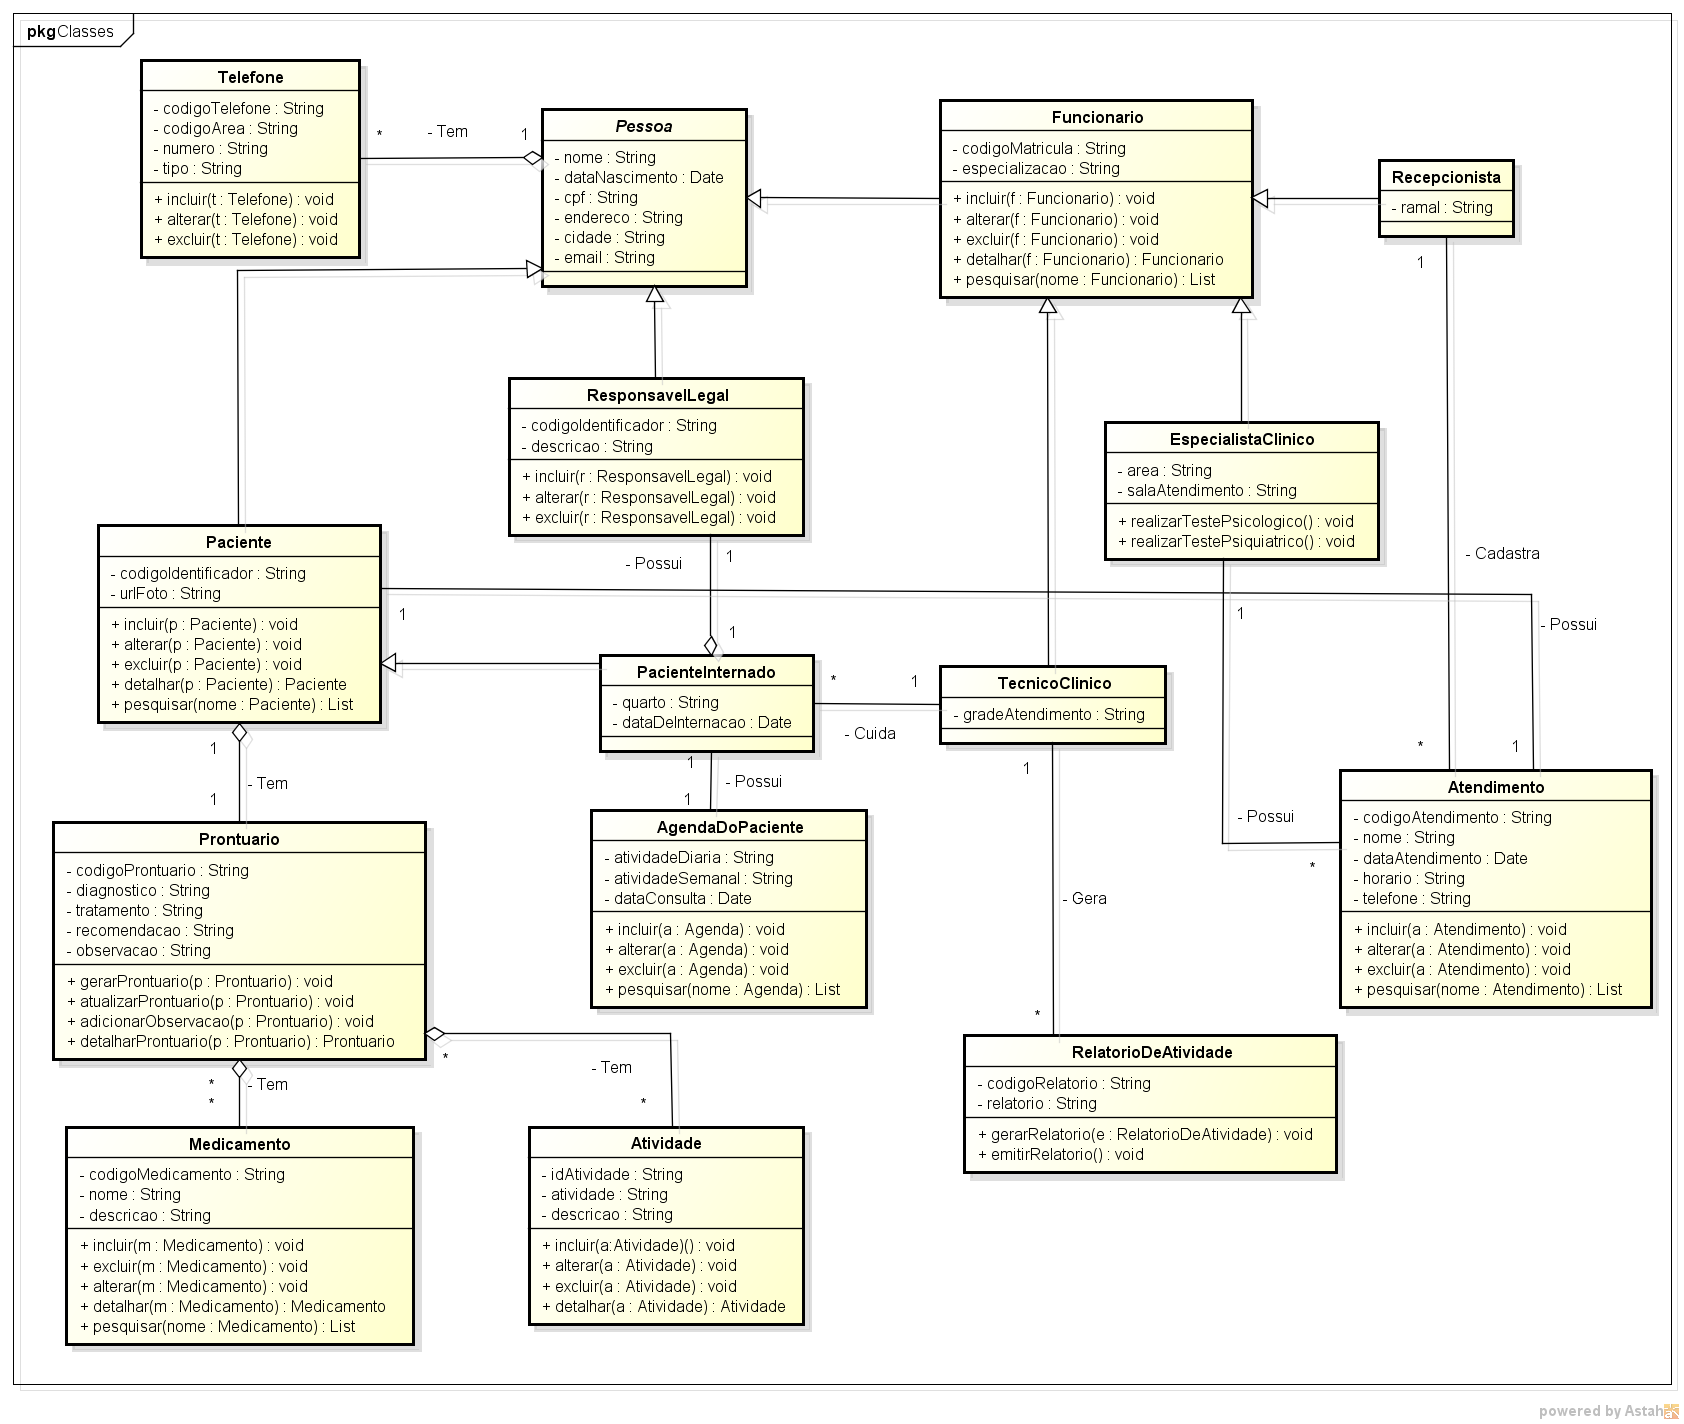 pkgClasses
Telefone
- codigoTelefone : String
- codigoArea : String
- numero : String
- tipo : String
+ incluir(t : Telefone) : void
+ alterar(t : Telefone) : void
+ excluir(t : Telefone) : void
* - Tem 1
Pessoa
- nome : String
- dataNascimento : Date
- cpf : String
- endereco : String
- cidade : String
- email : String
Funcionario
- codigoMatricula : String
- especializacao : String
+ incluir(f : Funcionario) : void
+ alterar(f : Funcionario) : void
+ excluir(f : Funcionario) : void
+ detalhar(f : Funcionario) : Funcionario
+ pesquisar(nome : Funcionario) : List
Recepcionista
- ramal : String
1
- Cadastra
*
ResponsavelLegal
- codigoIdentificador : String
- descricao : String
+ incluir(r : ResponsavelLegal) : void
+ alterar(r : ResponsavelLegal) : void
+ excluir(r : ResponsavelLegal) : void
- Possui 1
1
EspecialistaClinico
- area : String
- salaAtendimento : String
+ realizarTestePsicologico() : void
+ realizarTestePsiquiatrico() : void
1
- Possui
*
Paciente
- codigoIdentificador : String
- urlFoto : String
+ incluir(p : Paciente) : void
+ alterar(p : Paciente) : void
+ excluir(p : Paciente) : void
+ detalhar(p : Paciente) : Paciente
+ pesquisar(nome : Paciente) : List
1
- Possui
1
1
- Tem
1
PacienteInternado
- quarto : String
- dataDeInternacao : Date
* 1
- Cuida
1
- Possui
1
TecnicoClinico
- gradeAtendimento : String
1
- Gera
*
Atendimento
- codigoAtendimento : String
- nome : String
- dataAtendimento : Date
- horario : String
- telefone : String
+ incluir(a : Atendimento) : void
+ alterar(a : Atendimento) : void
+ excluir(a : Atendimento) : void
+ pesquisar(nome : Atendimento) : List
Prontuario
- codigoProntuario : String
- diagnostico : String
- tratamento : String
- recomendacao : String
- observacao : String
+ gerarProntuario(p : Prontuario) : void
+ atualizarProntuario(p : Prontuario) : void
+ adicionarObservacao(p : Prontuario) : void
+ detalharProntuario(p : Prontuario) : Prontuario
AgendaDoPaciente
- atividadeDiaria : String
- atividadeSemanal : String
- dataConsulta : Date
+ incluir(a : Agenda) : void
+ alterar(a : Agenda) : void
+ excluir(a : Agenda) : void
+ pesquisar(nome : Agenda) : List
*
- Tem
*
* - Tem
*
RelatorioDeAtividade
- codigoRelatorio : String
- relatorio : String
+ gerarRelatorio(e : RelatorioDeAtividade) : void
+ emitirRelatorio() : void
Medicamento
- codigoMedicamento : String
- nome : String
- descricao : String
+ incluir(m : Medicamento) : void
+ excluir(m : Medicamento) : void
+ alterar(m : Medicamento) : void
+ detalhar(m : Medicamento) : Medicamento
+ pesquisar(nome : Medicamento) : List
Atividade
- idAtividade : String
- atividade : String
- descricao : String
+ incluir(a:Atividade)() : void
+ alterar(a : Atividade) : void
+ excluir(a : Atividade) : void
+ detalhar(a : Atividade) : Atividade
powered by Astah